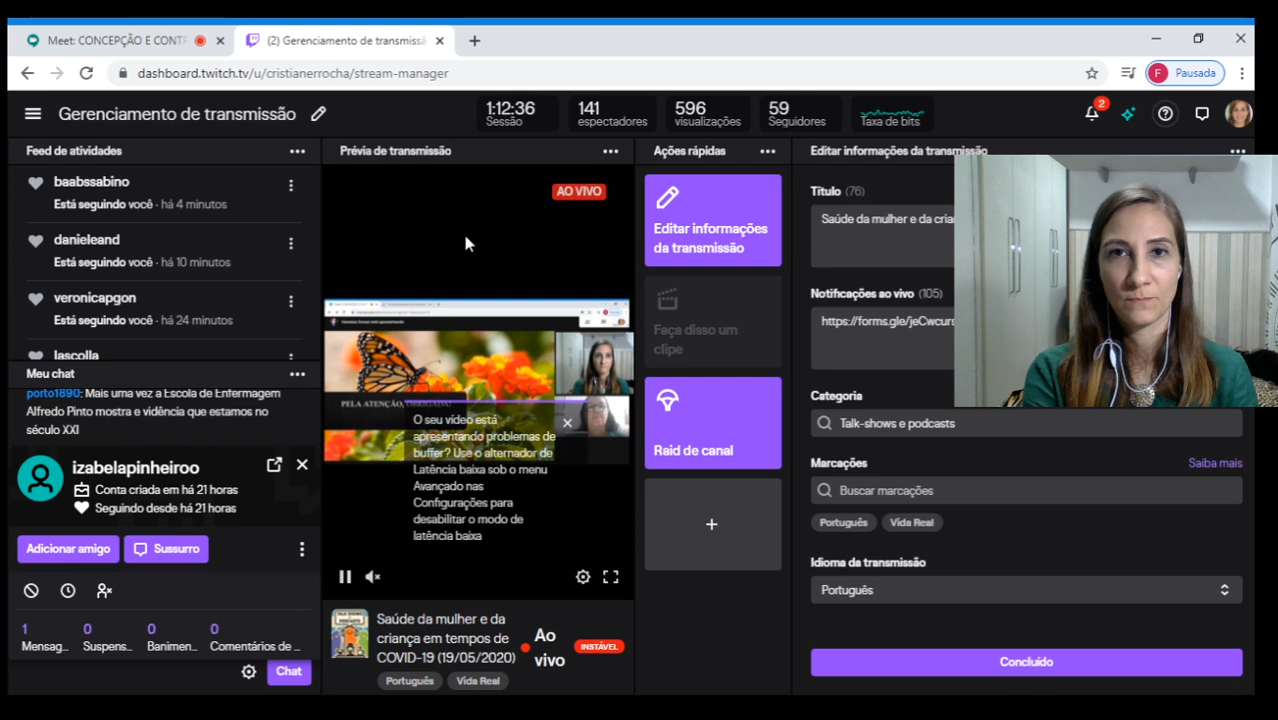 Meet: CONCEPÇÃO E CONTR
(2) Gerenciamento de transmissã
dashboard.twitch.tv/u/cristianerrocha/stream-manager
F Pausada
Gerenciamento de transmissão
1:12:36
Sessão
141
espectadores
596
visualizações
59
Seguidores
Taxa de bits
2
Feed de atividades
baabssabino
Está seguindo você - há 4 minutos
danieleand
Está seguindo você - há 10 minutos
veronicapgon
Está seguindo você - há 24 minutos
lascolla
Meu chat
porto1890: Mais uma vez a Escola de Enfermagem
Alfredo Pinto mostra e vidência que estamos no
século XXI
izabelapinheiroo
Conta criada em há 21 horas
Seguindo desde há 21 horas
Adicionar amigo
Sussurro
1
Mensag...
0
Suspens...
0
Banimen...
0
Comentários de ...
Chat
Prévia de transmissão
AO VIVO
PELA ATENÇÃO, OBRIGADA!
O seu vídeo está
apresentando problemas de
buffer? Use o alternador de
Latência baixa sob o menu
Avançado nas
Configurações para
desabilitar o modo de
latência baixa
Saúde da mulher e da
criança em tempos de
COVID-19 (19/05/2020)
Ao
vivo
INSTÁVEL
Português
Vida Real
Ações rápidas
Editar informações
da transmissão
Faça disso um
clipe
Raid de canal
Editar informações da transmissão
Título (76)
Saúde da mulher e da cria
Notificações ao vivo (105)
https://forms.gle/jeCwcurs
Categoria
Talk-shows e podcasts
Marcações
Saiba mais
Buscar marcações
Português
Vida Real
Idioma da transmissão
Português
Concluído